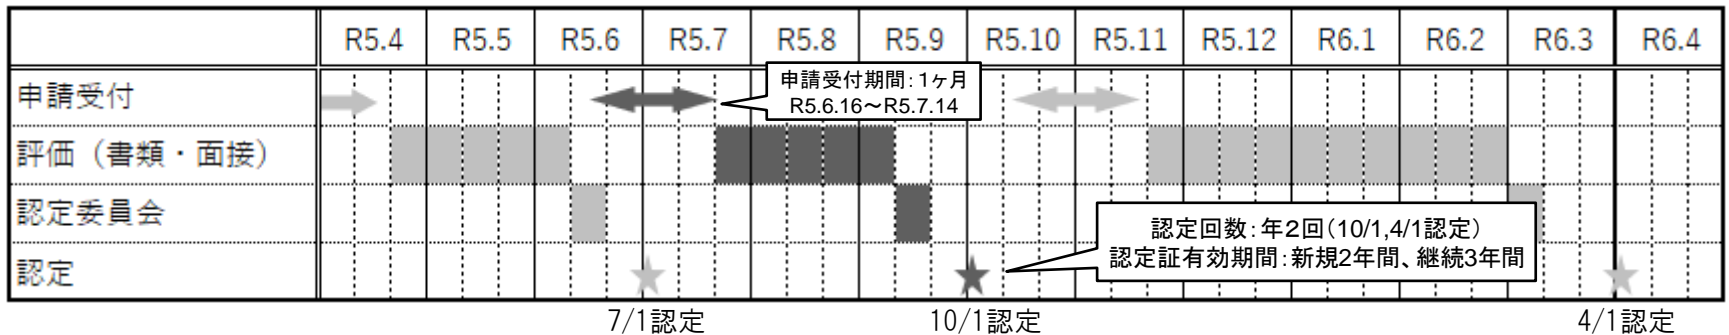 R5.4 R5.5 R5.6 R5.7 R5.8 R5.9 R5.10 R5.11 R5.12 R6.1 R6.2 R6.3 R6.4
申請受付
申請受付期間：1ヶ月
R5.6.16～R5.7.14
評価（書類・面接）
認定委員会
認定回数：年2回（10/1,4/1認定）
認定証有効期間：新規2年間、継続3年間
認定
7/1認定 10/1認定 4/1認定